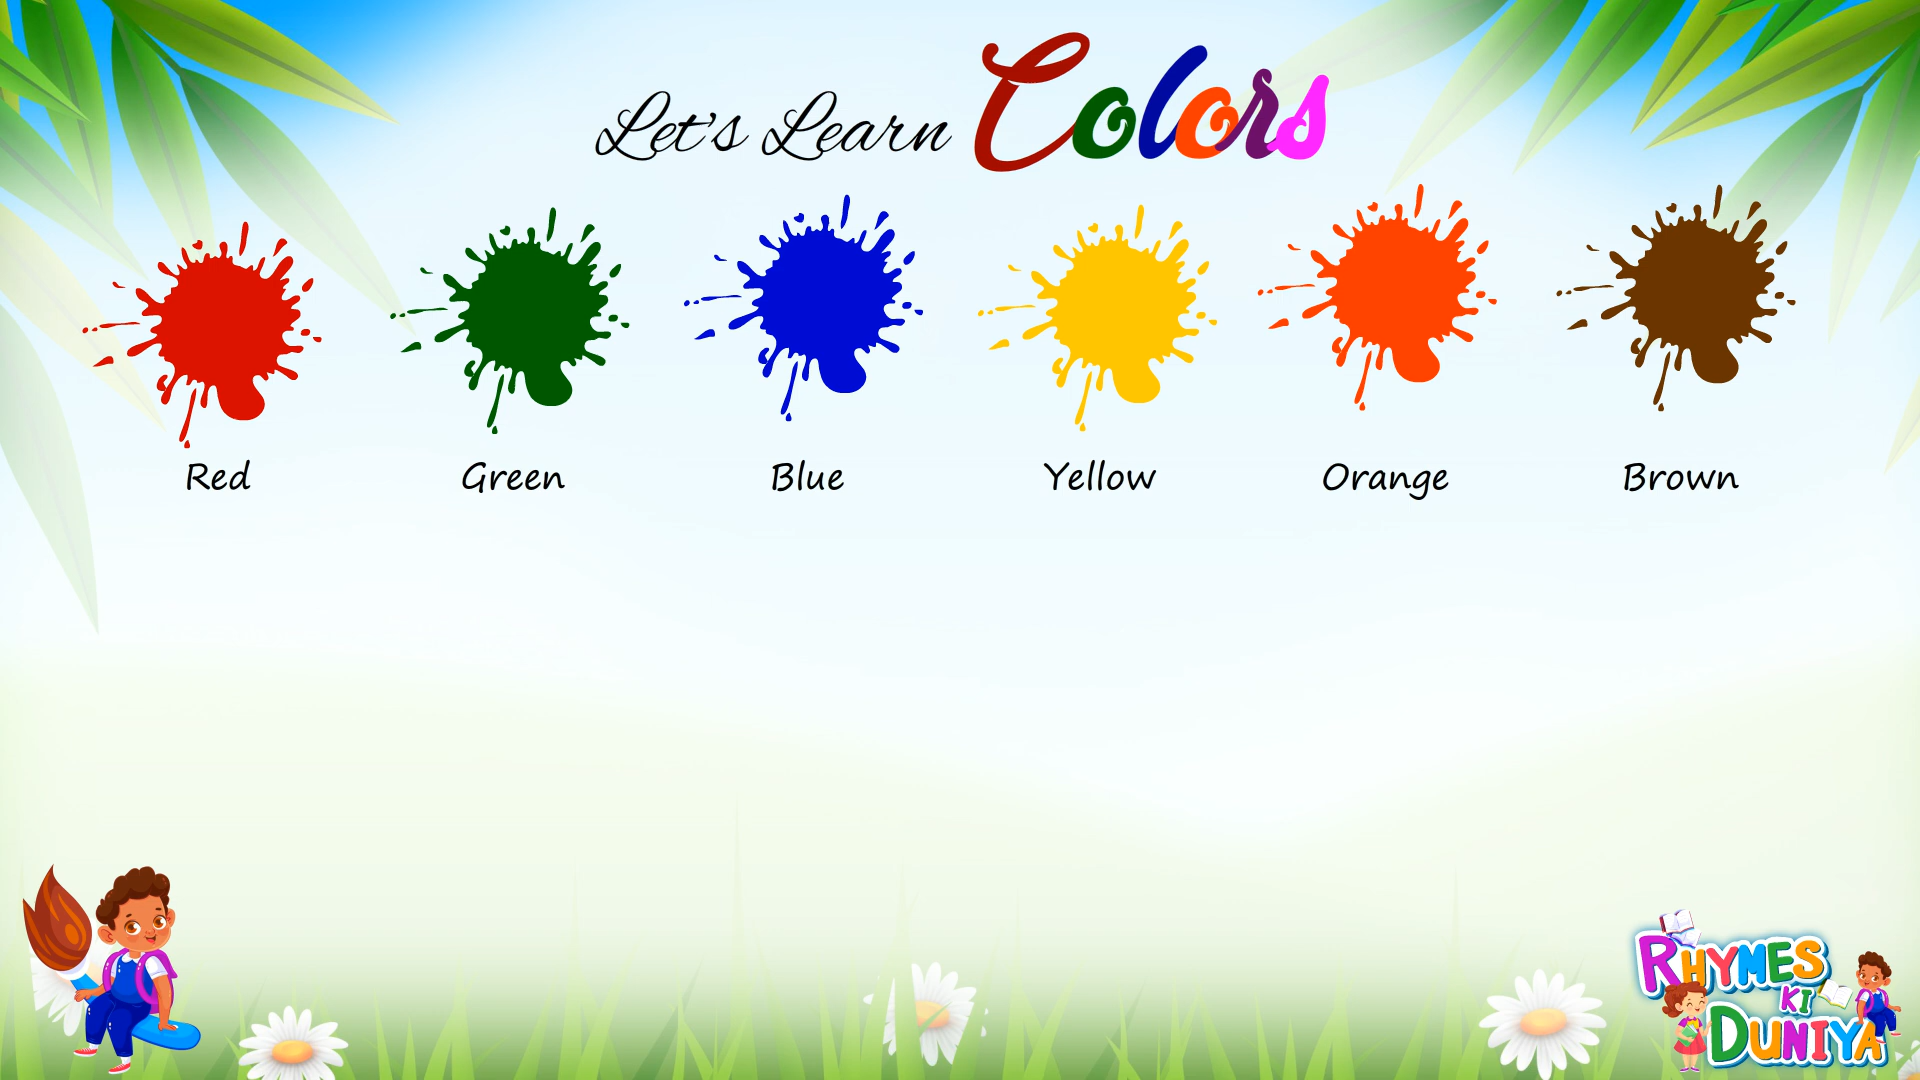 Let's Learn Colors
Red Green Blue Yellow Orange Brown
RHYMES
KI
DUNIYA